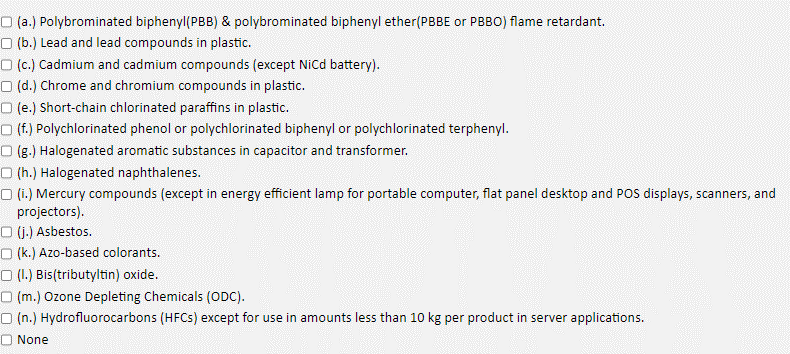 (a.) Polybrominated biphenyl(PBB) & polybrominated biphenyl ether(PBBE or PBBO) flame retardant.
(b.) Lead and lead compounds in plastic.
(c.) Cadmium and cadmium compounds (except NiCd battery).
(d.) Chrome and chromium compounds in plastic.
(e.) Short-chain chlorinated paraffins in plastic.
(f.) Polychlorinated phenol or polychlorinated biphenyl or polychlorinated terphenyl.
(g.) Halogenated aromatic substances in capacitor and transformer.
(h.) Halogenated naphthalenes.
(i.) Mercury compounds (except in energy efficient lamp for portable computer, flat panel desktop and POS displays, scanners, and
projectors).
(j.) Asbestos.
(k.) Azo-based colorants.
(l.) Bis(tributyltin) oxide.
(m.) Ozone Depleting Chemicals (ODC).
(n.) Hydrofluorocarbons (HFCs) except for use in amounts less than 10 kg per product in server applications.
None